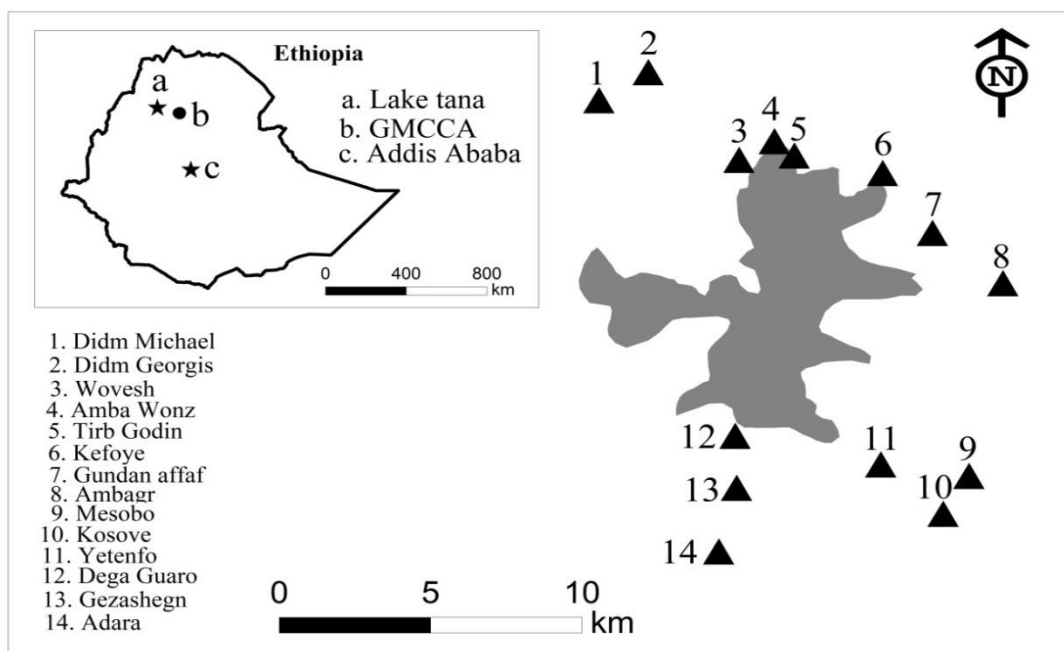 Ethiopia
a
b
c
a. Lake tana
b. GMCCA
c. Addis Ababa
0 400 800
km
1. Didm Michael
2. Didm Georgis
3. Wovesh
4. Amba Wonz
5. Tirb Godin
6. Kefoye
7. Gundan affaf
8. Ambagr
9. Mesobo
10. Kosove
11. Yetenfo
12. Dega Guaro
13. Gezashegn
14. Adara
N
1
2
3
4
5
6
7
8
9
10
11
12
13
14
0 5 10
km